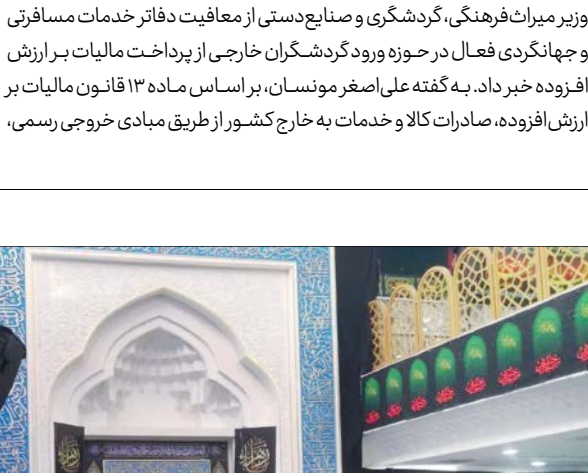 وزیر میراث‌فرهنگی، گردشگری و صنایع‌دستی از معافیت دفاتر خدمات مسافرتی
و جهانگردی فعال در حوزه ورود گردشگران خارجی از پرداخت مالیات بر ارزش
افزوده خبر داد. به گفته علی‌اصغر مونسان، بر اساس ماده ۱۳ قانون مالیات بر
ارزش‌افزوده، صادرات کالا و خدمات به خارج کشور از طریق مبادی خروجی رسمی،